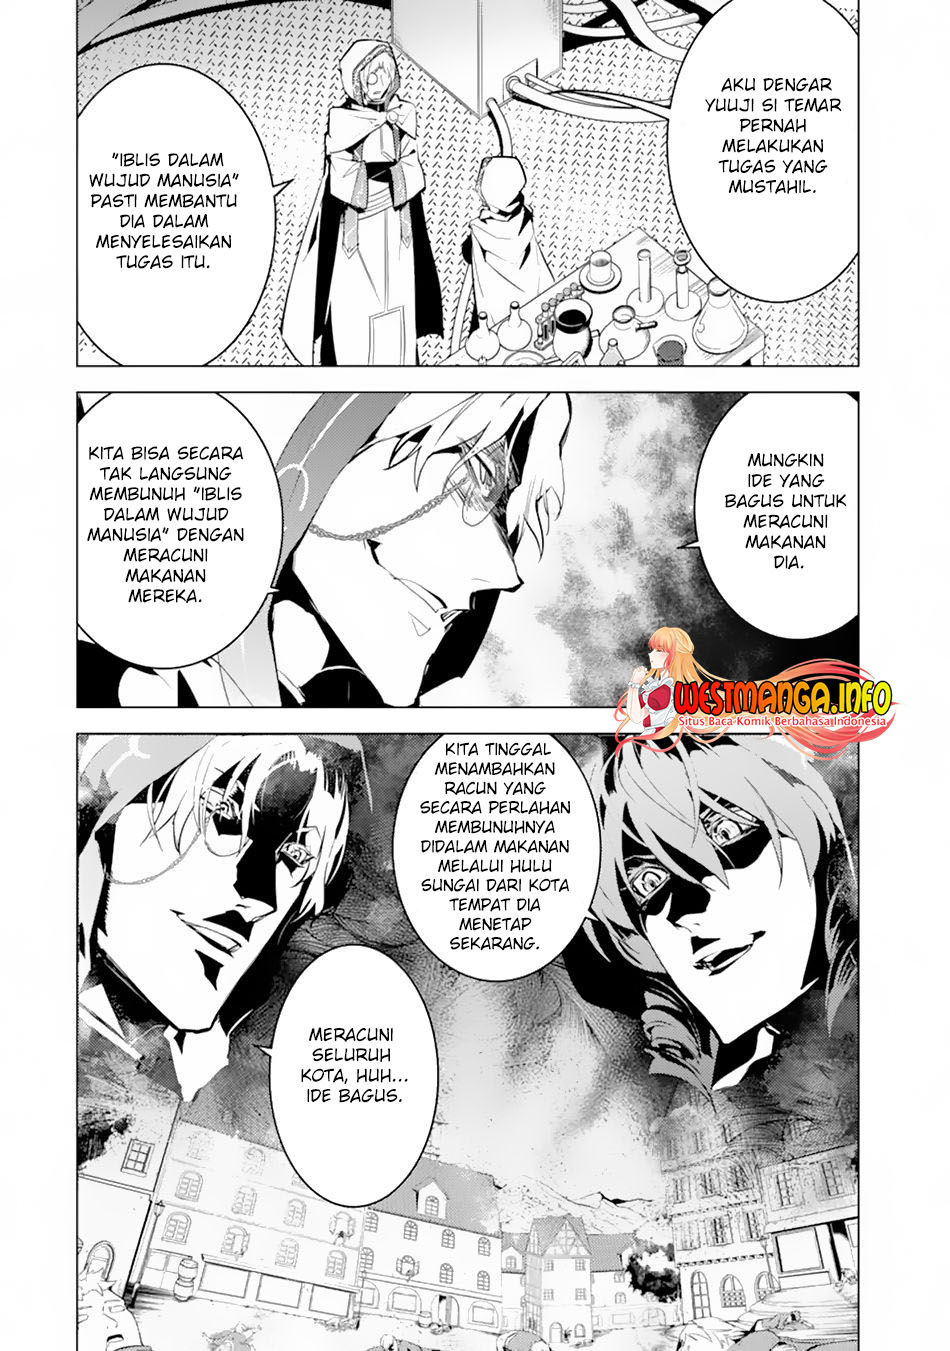 AKU DENGAR
YUUJI SI TEMAR
PERNAH
MELAKUKAN
TUGAS YANG
MUSTAHIL.
"IBLIS DALAM
WUJUD MANUSIA"
PASTI MEMBANTU
DIA DALAM
MENYELESAIKAN
TUGAS ITU.
MUNGKIN
IDE YANG
BAGUS UNTUK
MERACUNI
MAKANAN
DIA.
KITA BISA SECARA
TAK LANGSUNG
MEMBUNUH "IBLIS
DALAM WUJUD
MANUSIA" DENGAN
MERACUNI
MAKANAN
MEREKA.
WESTMANGA.INFO
Situs Baca Komik Berbahasa Indonesia
KITA TINGGAL
MENAMBAHKAN
RACUN YANG
SECARA PERLAHAN
MEMBUNUHNYA
DIDALAM MAKANAN
MELALUI HULU
SUNGAI DARI KOTA
TEMPAT DIA
MENETAP
SEKARANG.
MERACUNI
SELURUH
KOTA, HUH...
IDE BAGUS.